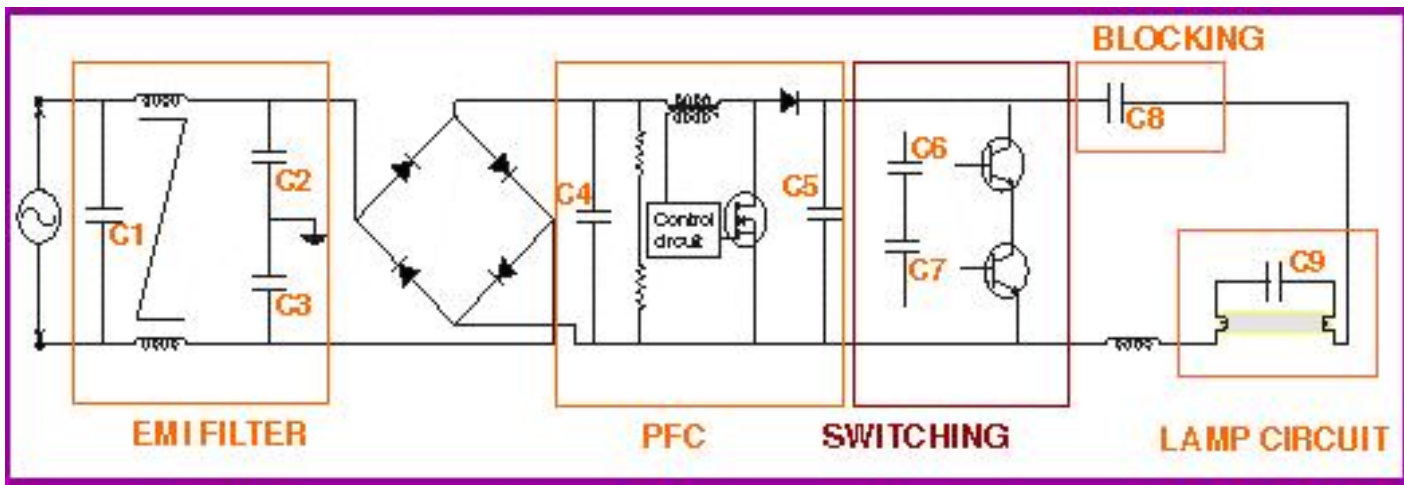 BLOCKING
C8
C6
C2
C4
C5
C1
Control
circuit
C7
C9
C3
EMI FILTER
PFC
SWITCHING
LAMP CIRCUIT